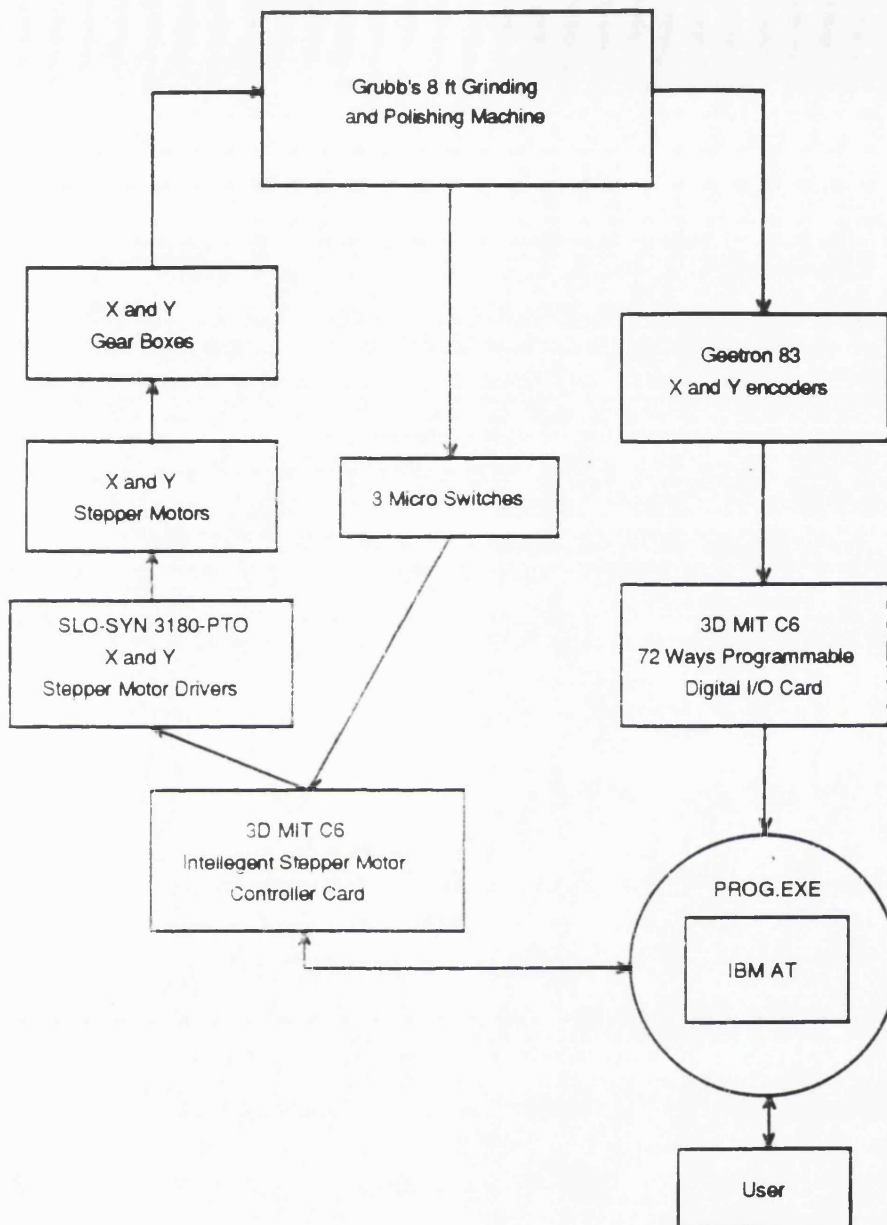 Grubb's 8 ft Grinding
and Polishing Machine
X and Y
Gear Boxes
Geetron 83
X and Y encoders
X and Y
Stepper Motors
3 Micro Switches
SLO-SYN 3180-PTO
X and Y
Stepper Motor Drivers
3D MIT C6
72 Ways Programmable
Digital I/O Card
3D MIT C6
Intellegent Stepper Motor
Controller Card
PROG.EXE
IBM AT
User